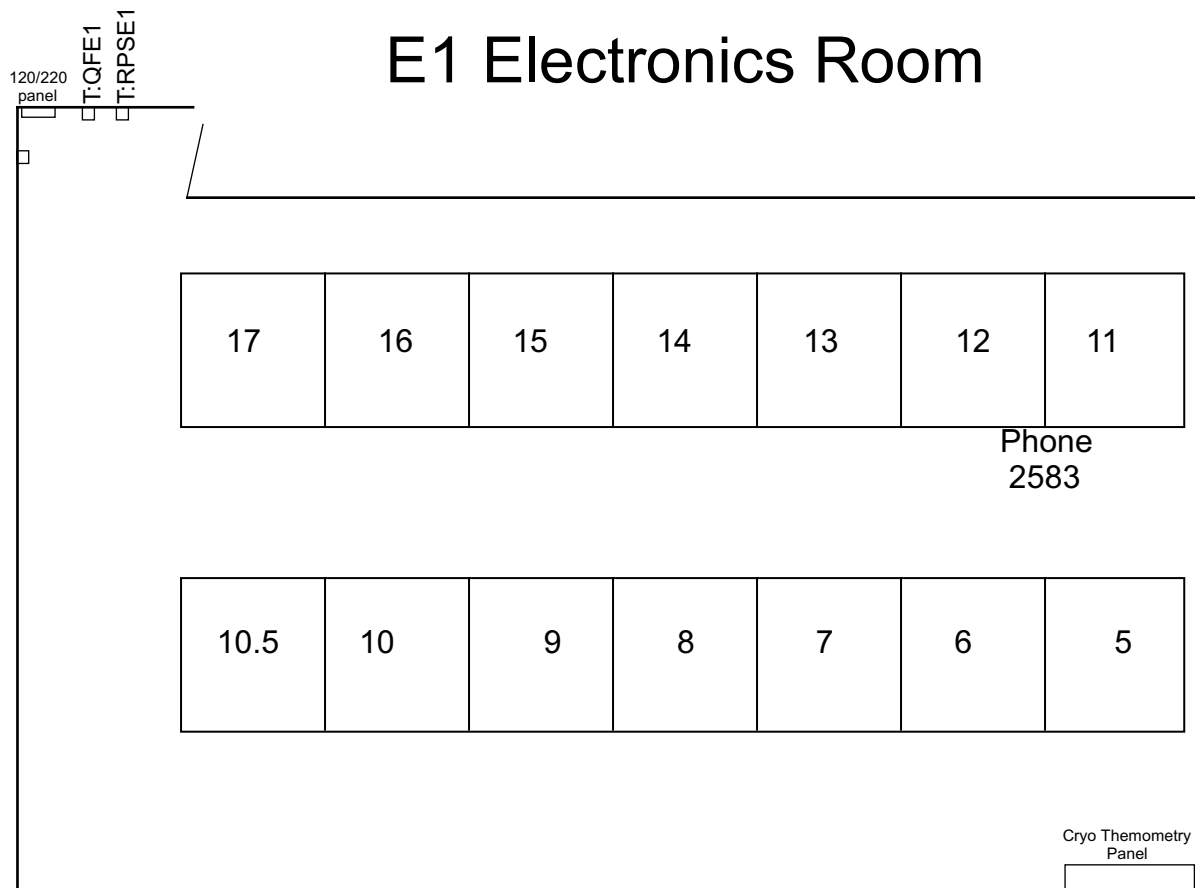 E1 Electronics Room
120/220
panel
T:QFE1
T:RPSE1
17 16 15 14 13 12 11
Phone
2583
10.5 10 9 8 7 6 5
Cryo Themometry
Panel